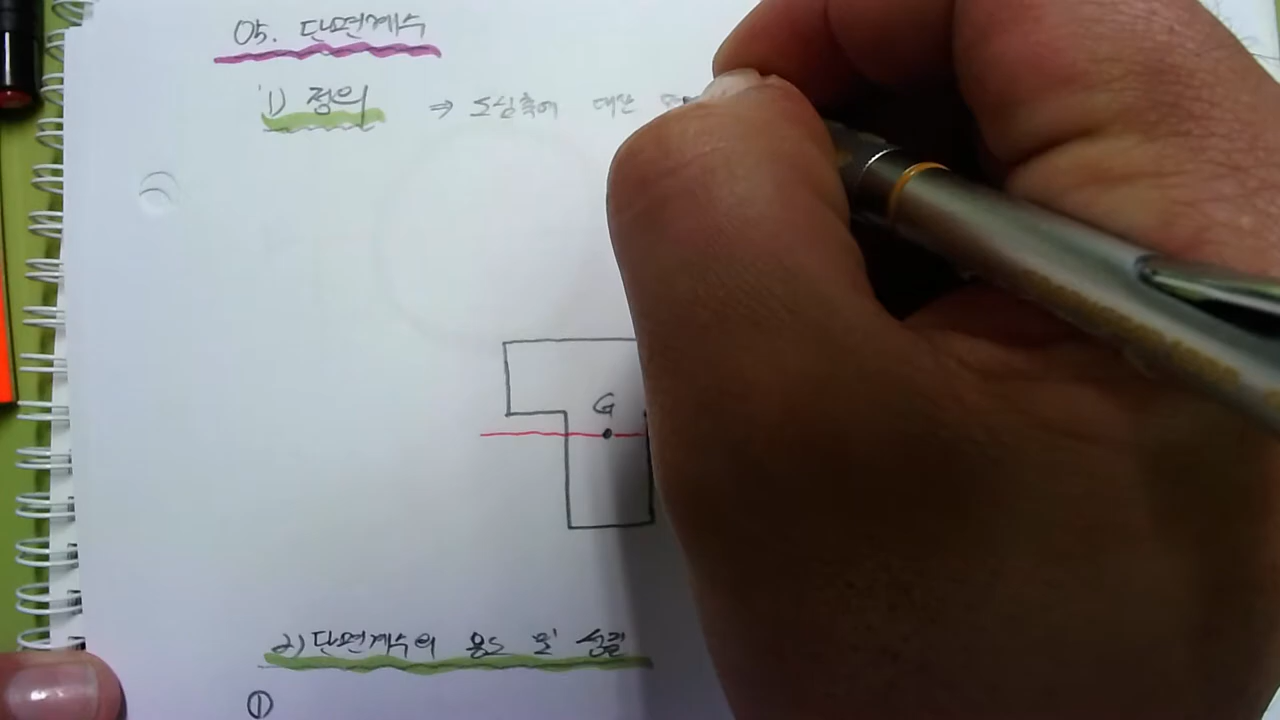 05. 단면계수
1) 정의 ⇒ 도심축에 대한
G
2) 단면계수의 용도 및 성질
①